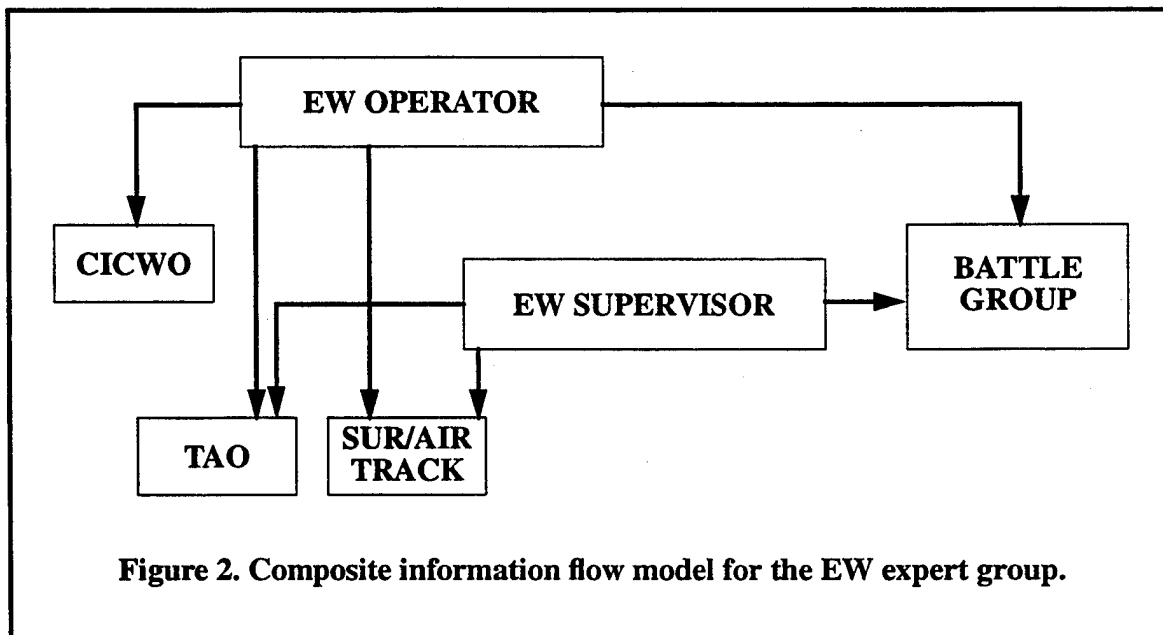 EW OPERATOR
CICWO
BATTLE
GROUP
EW SUPERVISOR
TAO
SUR/AIR
TRACK
Figure 2. Composite information flow model for the EW expert group.